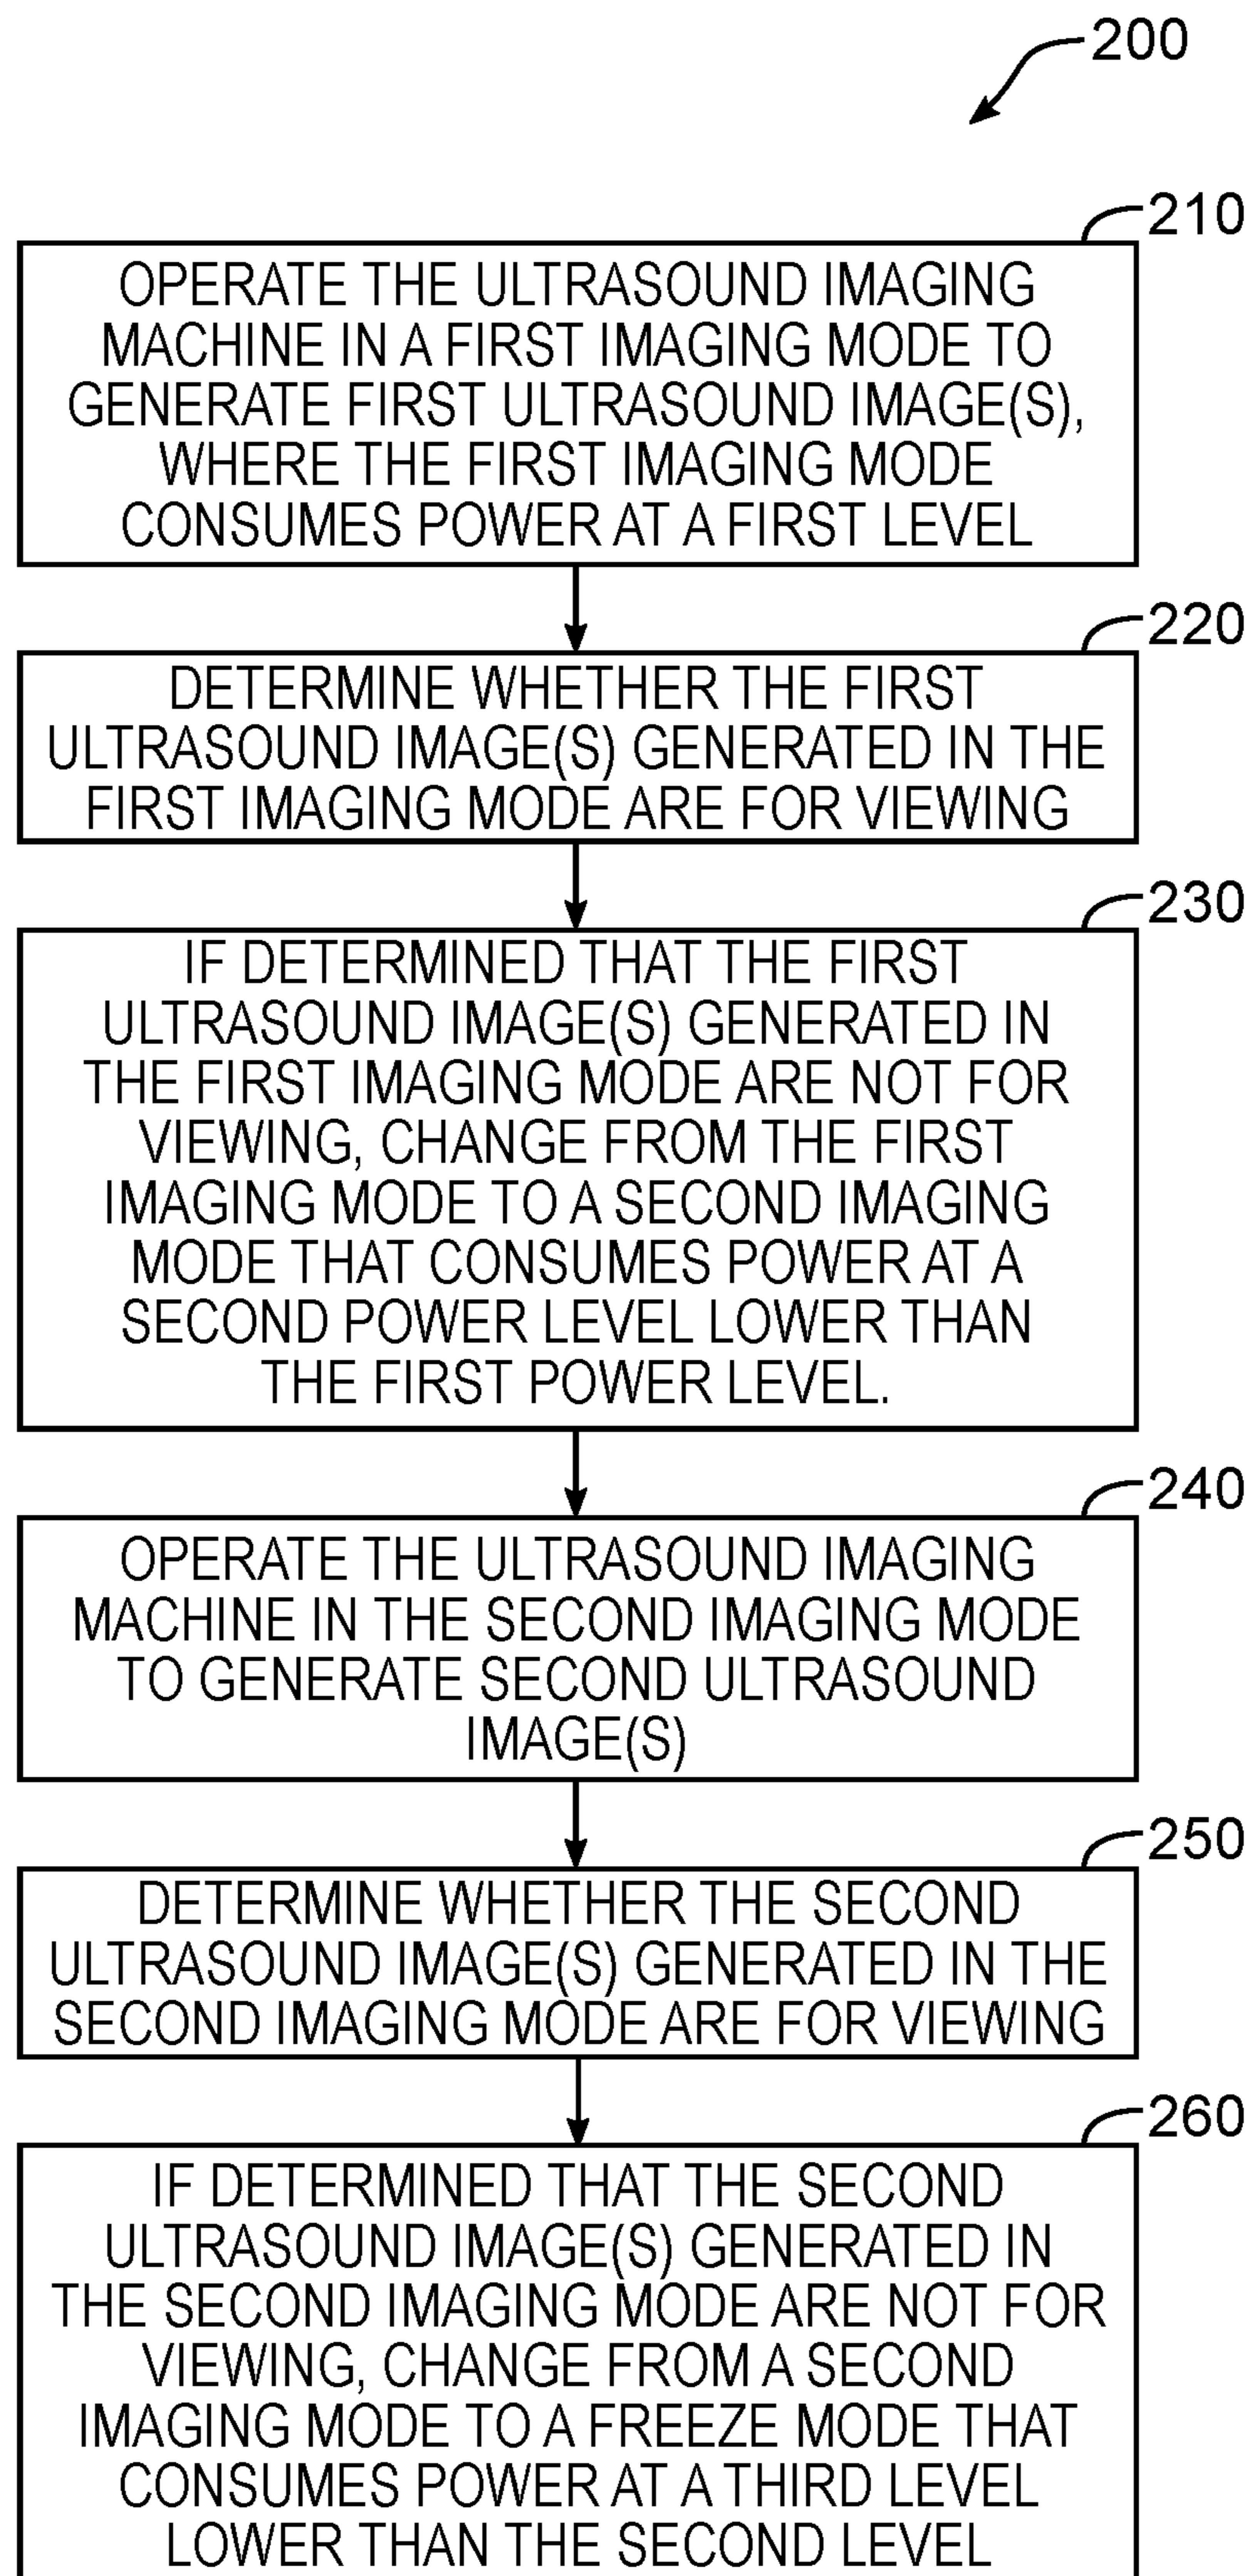 200
210
OPERATE THE ULTRASOUND IMAGING
MACHINE IN A FIRST IMAGING MODE TO
GENERATE FIRST ULTRASOUND IMAGE(S),
WHERE THE FIRST IMAGING MODE
CONSUMES POWER AT A FIRST LEVEL
220
DETERMINE WHETHER THE FIRST
ULTRASOUND IMAGE(S) GENERATED IN THE
FIRST IMAGING MODE ARE FOR VIEWING
230
IF DETERMINED THAT THE FIRST
ULTRASOUND IMAGE(S) GENERATED IN
THE FIRST IMAGING MODE ARE NOT FOR
VIEWING, CHANGE FROM THE FIRST
IMAGING MODE TO A SECOND IMAGING
MODE THAT CONSUMES POWER AT A
SECOND POWER LEVEL LOWER THAN
THE FIRST POWER LEVEL.
240
OPERATE THE ULTRASOUND IMAGING
MACHINE IN THE SECOND IMAGING MODE
TO GENERATE SECOND ULTRASOUND
IMAGE(S)
250
DETERMINE WHETHER THE SECOND
ULTRASOUND IMAGE(S) GENERATED IN THE
SECOND IMAGING MODE ARE FOR VIEWING
260
IF DETERMINED THAT THE SECOND
ULTRASOUND IMAGE(S) GENERATED IN
THE SECOND IMAGING MODE ARE NOT FOR
VIEWING, CHANGE FROM A SECOND
IMAGING MODE TO A FREEZE MODE THAT
CONSUMES POWER AT A THIRD LEVEL
LOWER THAN THE SECOND LEVEL